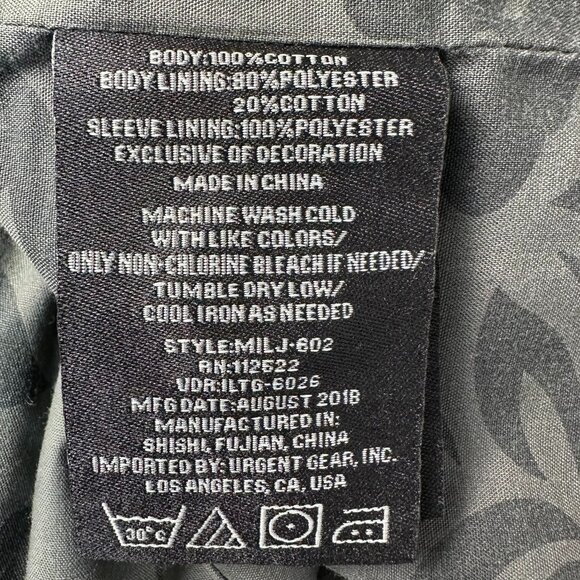 BODY:100%COTTON
BODY LINING:80%POLYESTER
20%COTTON
SLEEVE LINING:100%POLYESTER
EXCLUSIVE OF DECORATION
MADE IN CHINA
MACHINE WASH COLD
WITH LIKE COLORS/
ONLY NON-CHLORINE BLEACH IF NEEDED/
TUMBLE DRY LOW/
COOL IRON AS NEEDED
STYLE:MILJ-602
RN:112622
VDR:ILTG-6026
MFG DATE:AUGUST 2018
MANUFACTURED IN:
SHISHI, FUJIAN, CHINA
IMPORTED BY: URGENT GEAR, INC.
LOS ANGELES, CA, USA
30°C